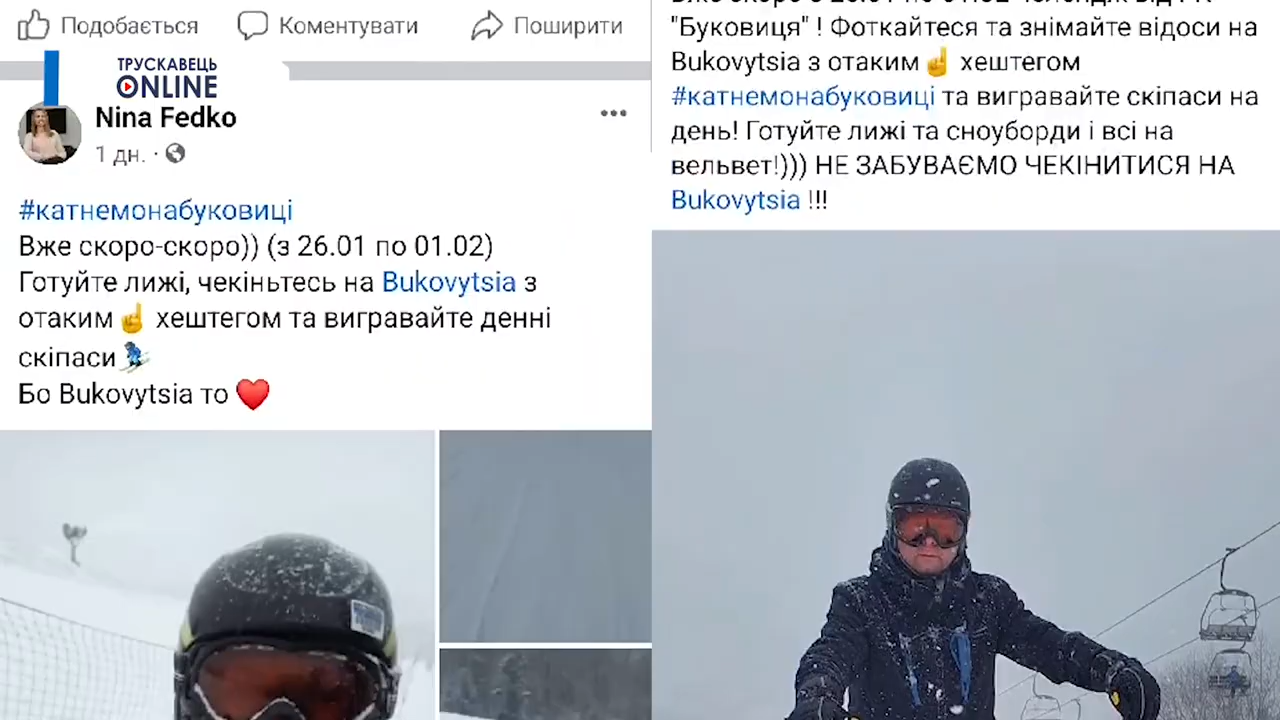 Подобається
Коментувати
Поширити
ТРУСКАВЕЦЬ
ONLINE
Nina Fedko
1 дн. ·
#катнемонабуковиці
Вже скоро-скоро)) (з 26.01 по 01.02)
Готуйте лижі, чекіньтесь на Bukovytsia з
отаким☝️ хештегом та вигравайте денні
скіпаси⛷️
Бо Bukovytsia то ❤️
"Буковиця" ! Фоткайтеся та знімайте відоси на
Bukovytsia з отаким☝️ хештегом
#катнемонабуковиці та вигравайте скіпаси на
день! Готуйте лижі та сноуборди і всі на
вельвет!))) НЕ ЗАБУВАЄМО ЧЕКІНИТИСЯ НА
Bukovytsia !!!